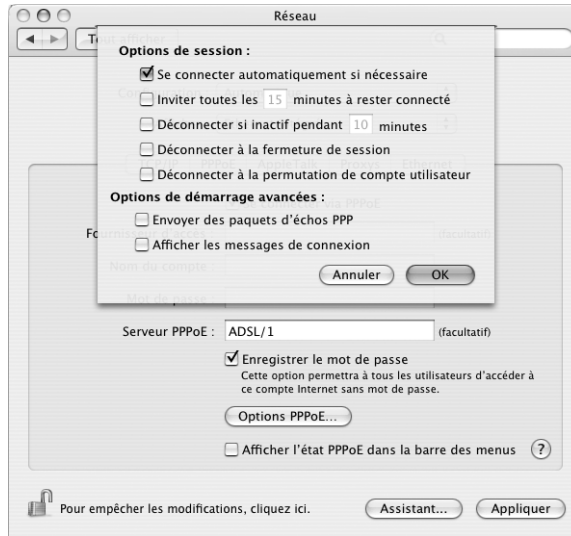 Réseau
Tout afficher
Options de session :
Se connecter automatiquement si nécessaire
Inviter toutes les 15 minutes à rester connecté
Déconnecter si inactif pendant 10 minutes
Déconnecter à la fermeture de session
Déconnecter à la permutation de compte utilisateur
Options de démarrage avancées :
Envoyer des paquets d'échos PPP
Afficher les messages de connexion
Annuler OK
(facultatif)
Nom du compte :
Mot de passe :
Serveur PPPoE : ADSL/1 (facultatif)
Enregistrer le mot de passe
Cette option permettra à tous les utilisateurs d'accéder à
ce compte Internet sans mot de passe.
Options PPPoE...
Afficher l'état PPPoE dans la barre des menus ?
Pour empêcher les modifications, cliquez ici. Assistant... Appliquer